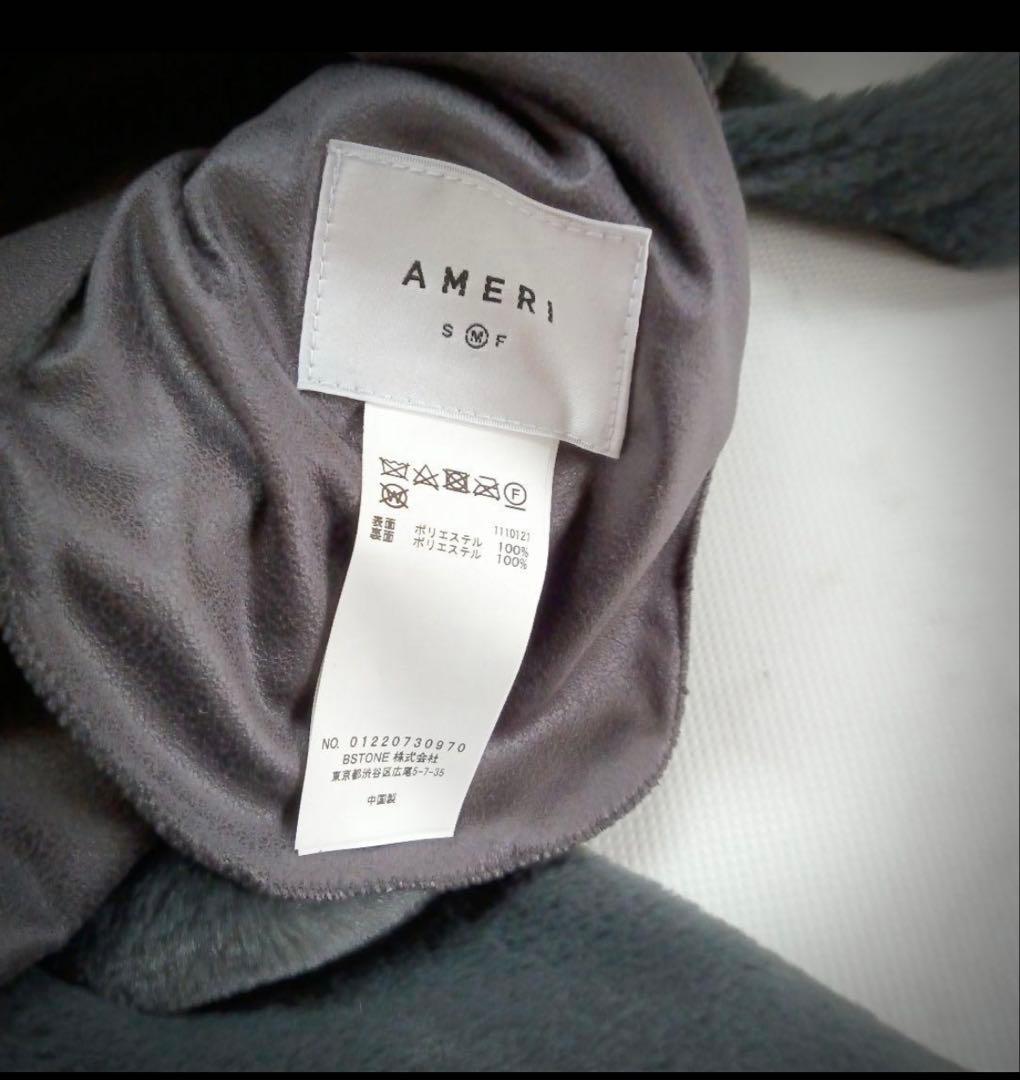 AMERI
S M F
F
W
1110121
表面 ポリエステル 100%
裏面 ポリエステル 100%
NO. 01220730970
BSTONE 株式会社
東京都渋谷区広尾5-7-35
中国製